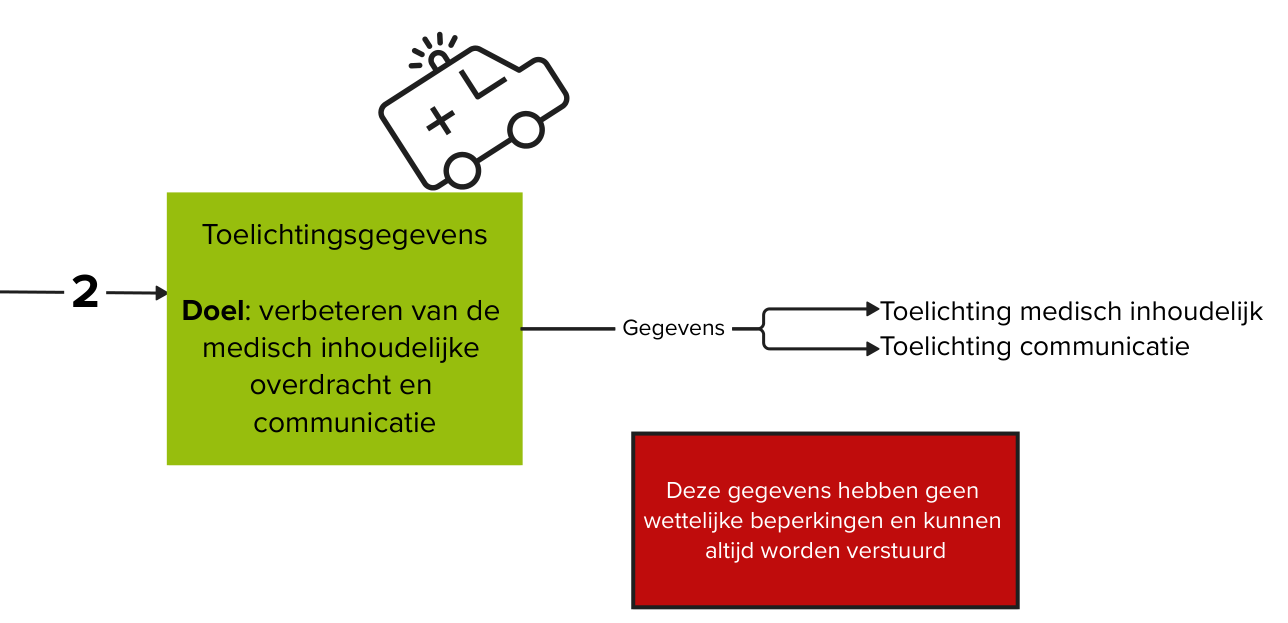 Toelichtingsgegevens
2
Doel: verbeteren van de
medisch inhoudelijke
overdracht en
communicatie
Gegevens
Toelichting medisch inhoudelijk
Toelichting communicatie
Deze gegevens hebben geen
wettelijke beperkingen en kunnen
altijd worden verstuurd